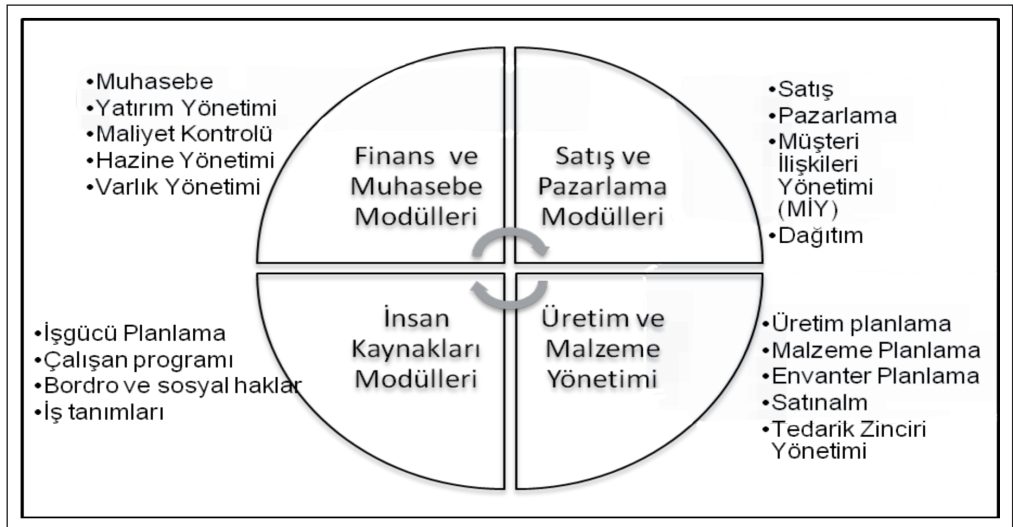 •Muhasebe
•Yatırım Yönetimi
•Maliyet Kontrolü
•Hazine Yönetimi
•Varlık Yönetimi
Finans ve
Muhasebe
Modülleri
Satış ve
Pazarlama
Modülleri
•Satış
•Pazarlama
•Müşteri
İlişkileri
Yönetimi
(MİY)
•Dağıtım
•İşgücü Planlama
•Çalışan programı
•Bordro ve sosyal haklar
•İş tanımları
İnsan
Kaynakları
Modülleri
Üretim ve
Malzeme
Yönetimi
•Üretim planlama
•Malzeme Planlama
•Envanter Planlama
•Satınalm
•Tedarik Zinciri
Yönetimi